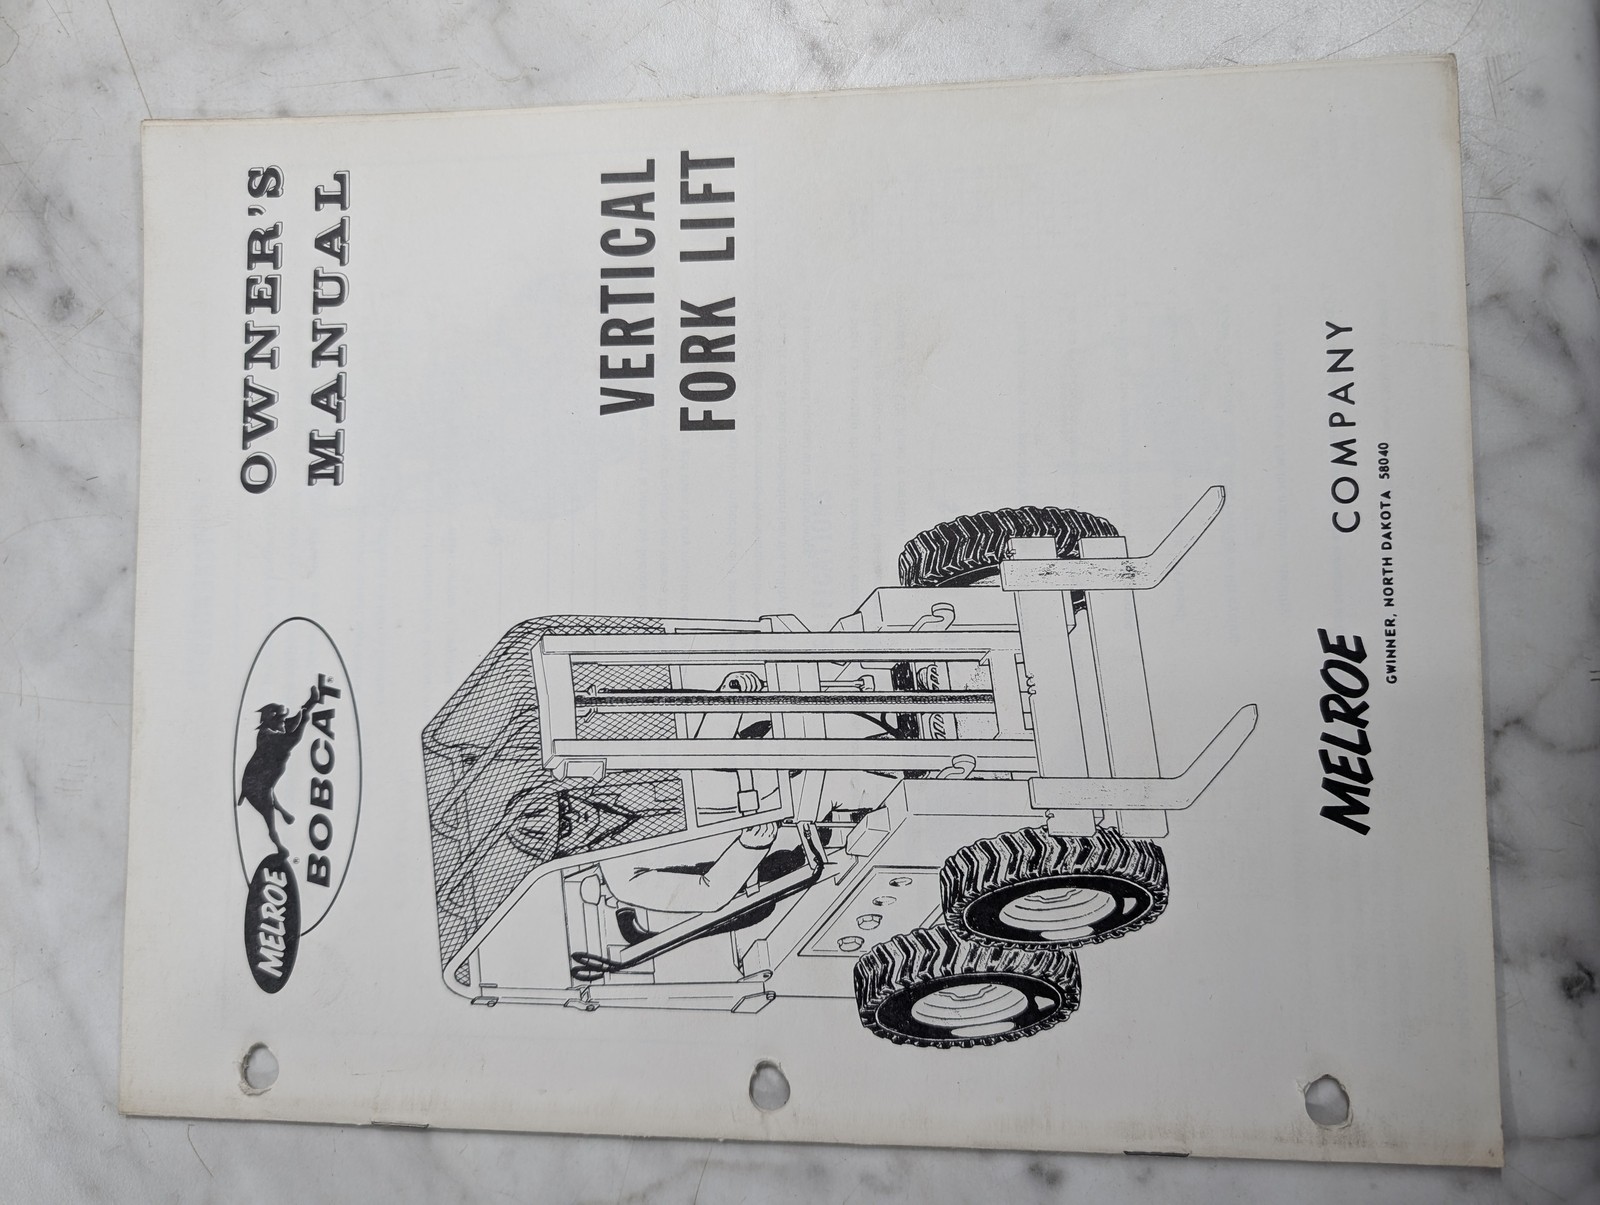 MELROE
BOBCAT
OWNER'S
MANUAL
VERTICAL
FORK LIFT
MELROE COMPANY
GWINNER, NORTH DAKOTA 58040